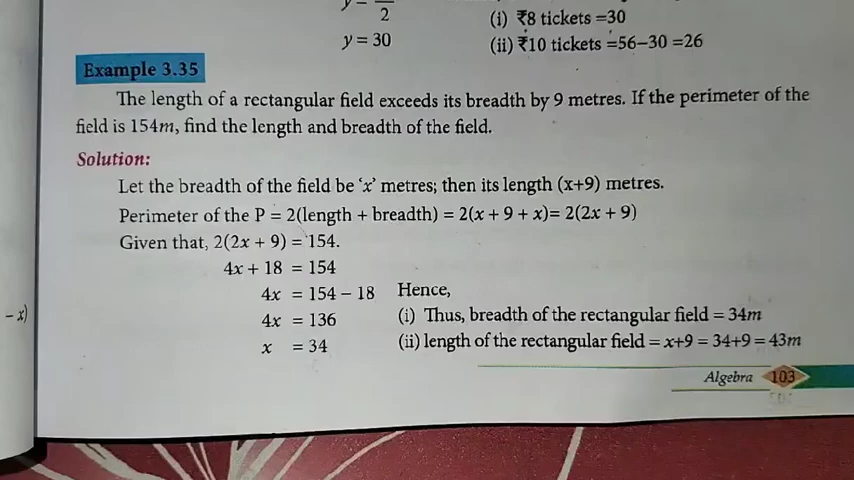 y = 
2
y = 30
(i) ₹8 tickets =30
(ii) ₹10 tickets =56–30 =26
Example 3.35
The length of a rectangular field exceeds its breadth by 9 metres. If the perimeter of the
field is 154m, find the length and breadth of the field.
Solution:
Let the breadth of the field be ‘x’ metres; then its length (x+9) metres.
Perimeter of the P = 2(length + breadth) = 2(x + 9 + x)= 2(2x + 9)
Given that, 2(2x + 9) = 154.
4x + 18 = 154
4x = 154 – 18
4x = 136
x = 34
Hence,
(i) Thus, breadth of the rectangular field = 34m
(ii) length of the rectangular field = x+9 = 34+9 = 43m
– x)
Algebra 103